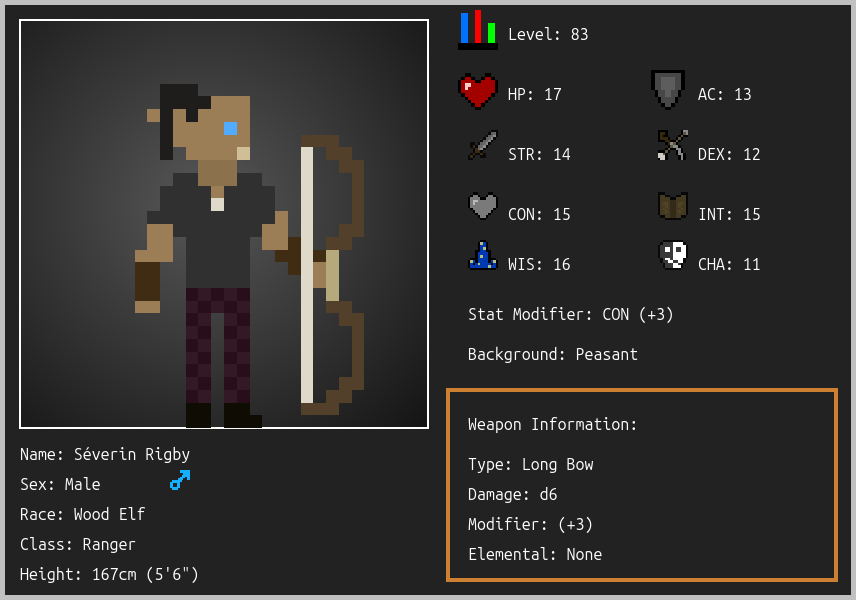 Level: 83
HP: 17
AC: 13
STR: 14
DEX: 12
CON: 15
INT: 15
WIS: 16
CHA: 11
Stat Modifier: CON (+3)
Background: Peasant
Weapon Information:
Type: Long Bow
Damage: d6
Modifier: (+3)
Elemental: None
Name: Séverin Rigby
Sex: Male
Race: Wood Elf
Class: Ranger
Height: 167cm (5'6")